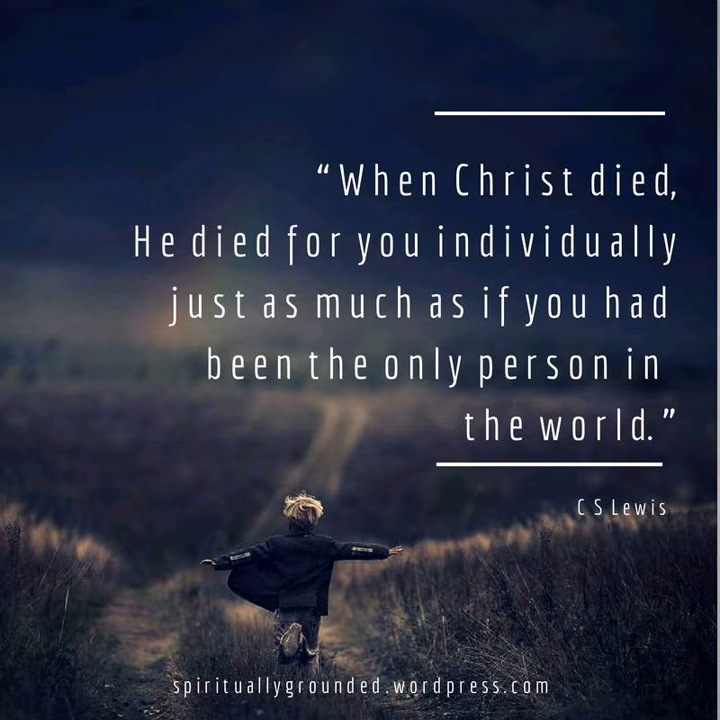 “When Christ died,
He died for you individually
just as much as if you had
been the only person in
the world.”
C S Lewis
spirituallygrounded.wordpress.com